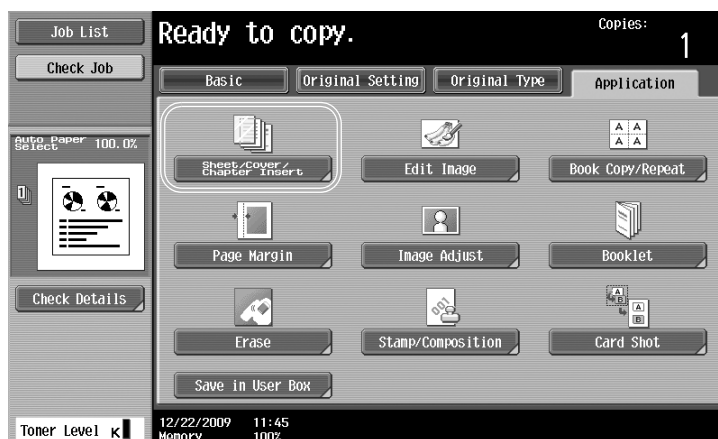 Job List
Ready to copy.
Copies:
1
Check Job
Basic
Original Setting
Original Type
Application
Auto Paper
Select
100.0%
Sheet/Cover/
Chapter Insert
Edit Image
Book Copy/Repeat
Page Margin
Image Adjust
Booklet
Check Details
Erase
Stamp/Composition
Card Shot
Save in User Box
Toner Level K
12/22/2009 11:45
Memory 100%